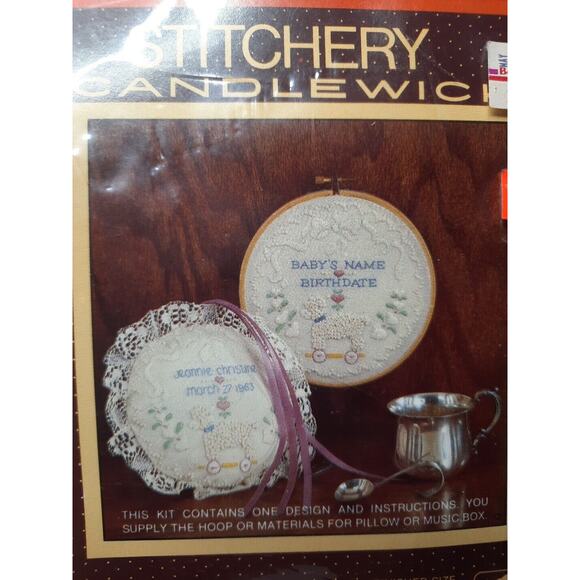 STITCHERY
CANDLEWICK
BABY'S NAME
BIRTHDATE
Jeannie Christine
March 27 1963
THIS KIT CONTAINS ONE DESIGN AND INSTRUCTIONS. YOU
SUPPLY THE HOOP OR MATERIALS FOR PILLOW OR MUSIC BOX.